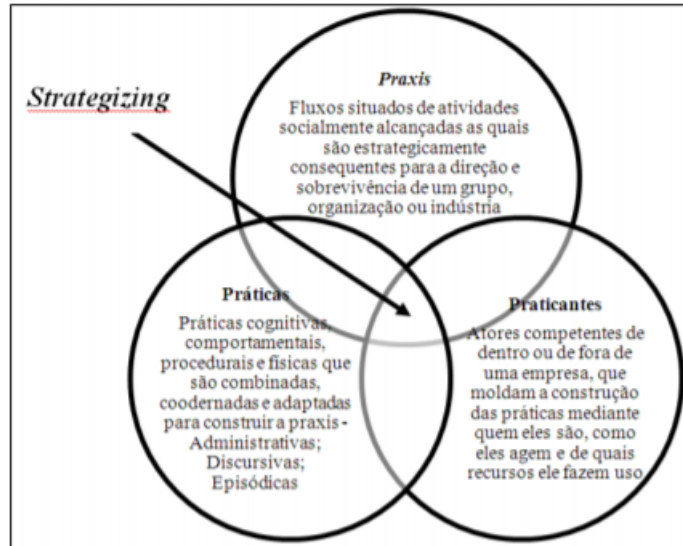 Strategizing
Praxis
Fluxos situados de atividades
socialmente alcançadas as quais
são estrategicamente
consequentes para a direção e
sobrevivência de um grupo,
organização ou indústria
Práticas
Práticas cognitivas,
comportamentais,
procedurais e físicas que
são combinadas,
coodernadas e adaptadas
para construir a praxis -
Administrativas;
Discursivas;
Episódicas
Praticantes
Atores competentes de
dentro ou de fora de
uma empresa, que
moldam a construção
das práticas mediante
quem eles são, como
eles agem e de quais
recursos ele fazem uso